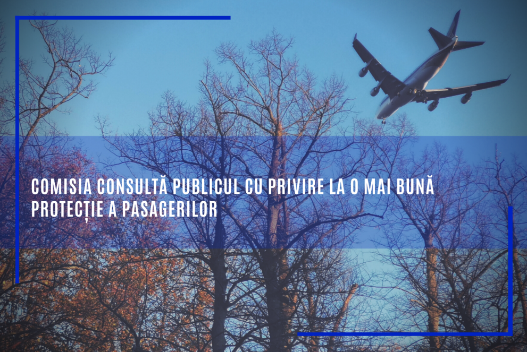 COMISIA CONSULTĂ PUBLICUL CU PRIVIRE LA O MAI BUNĂ
PROTECȚIE A PASAGERILOR